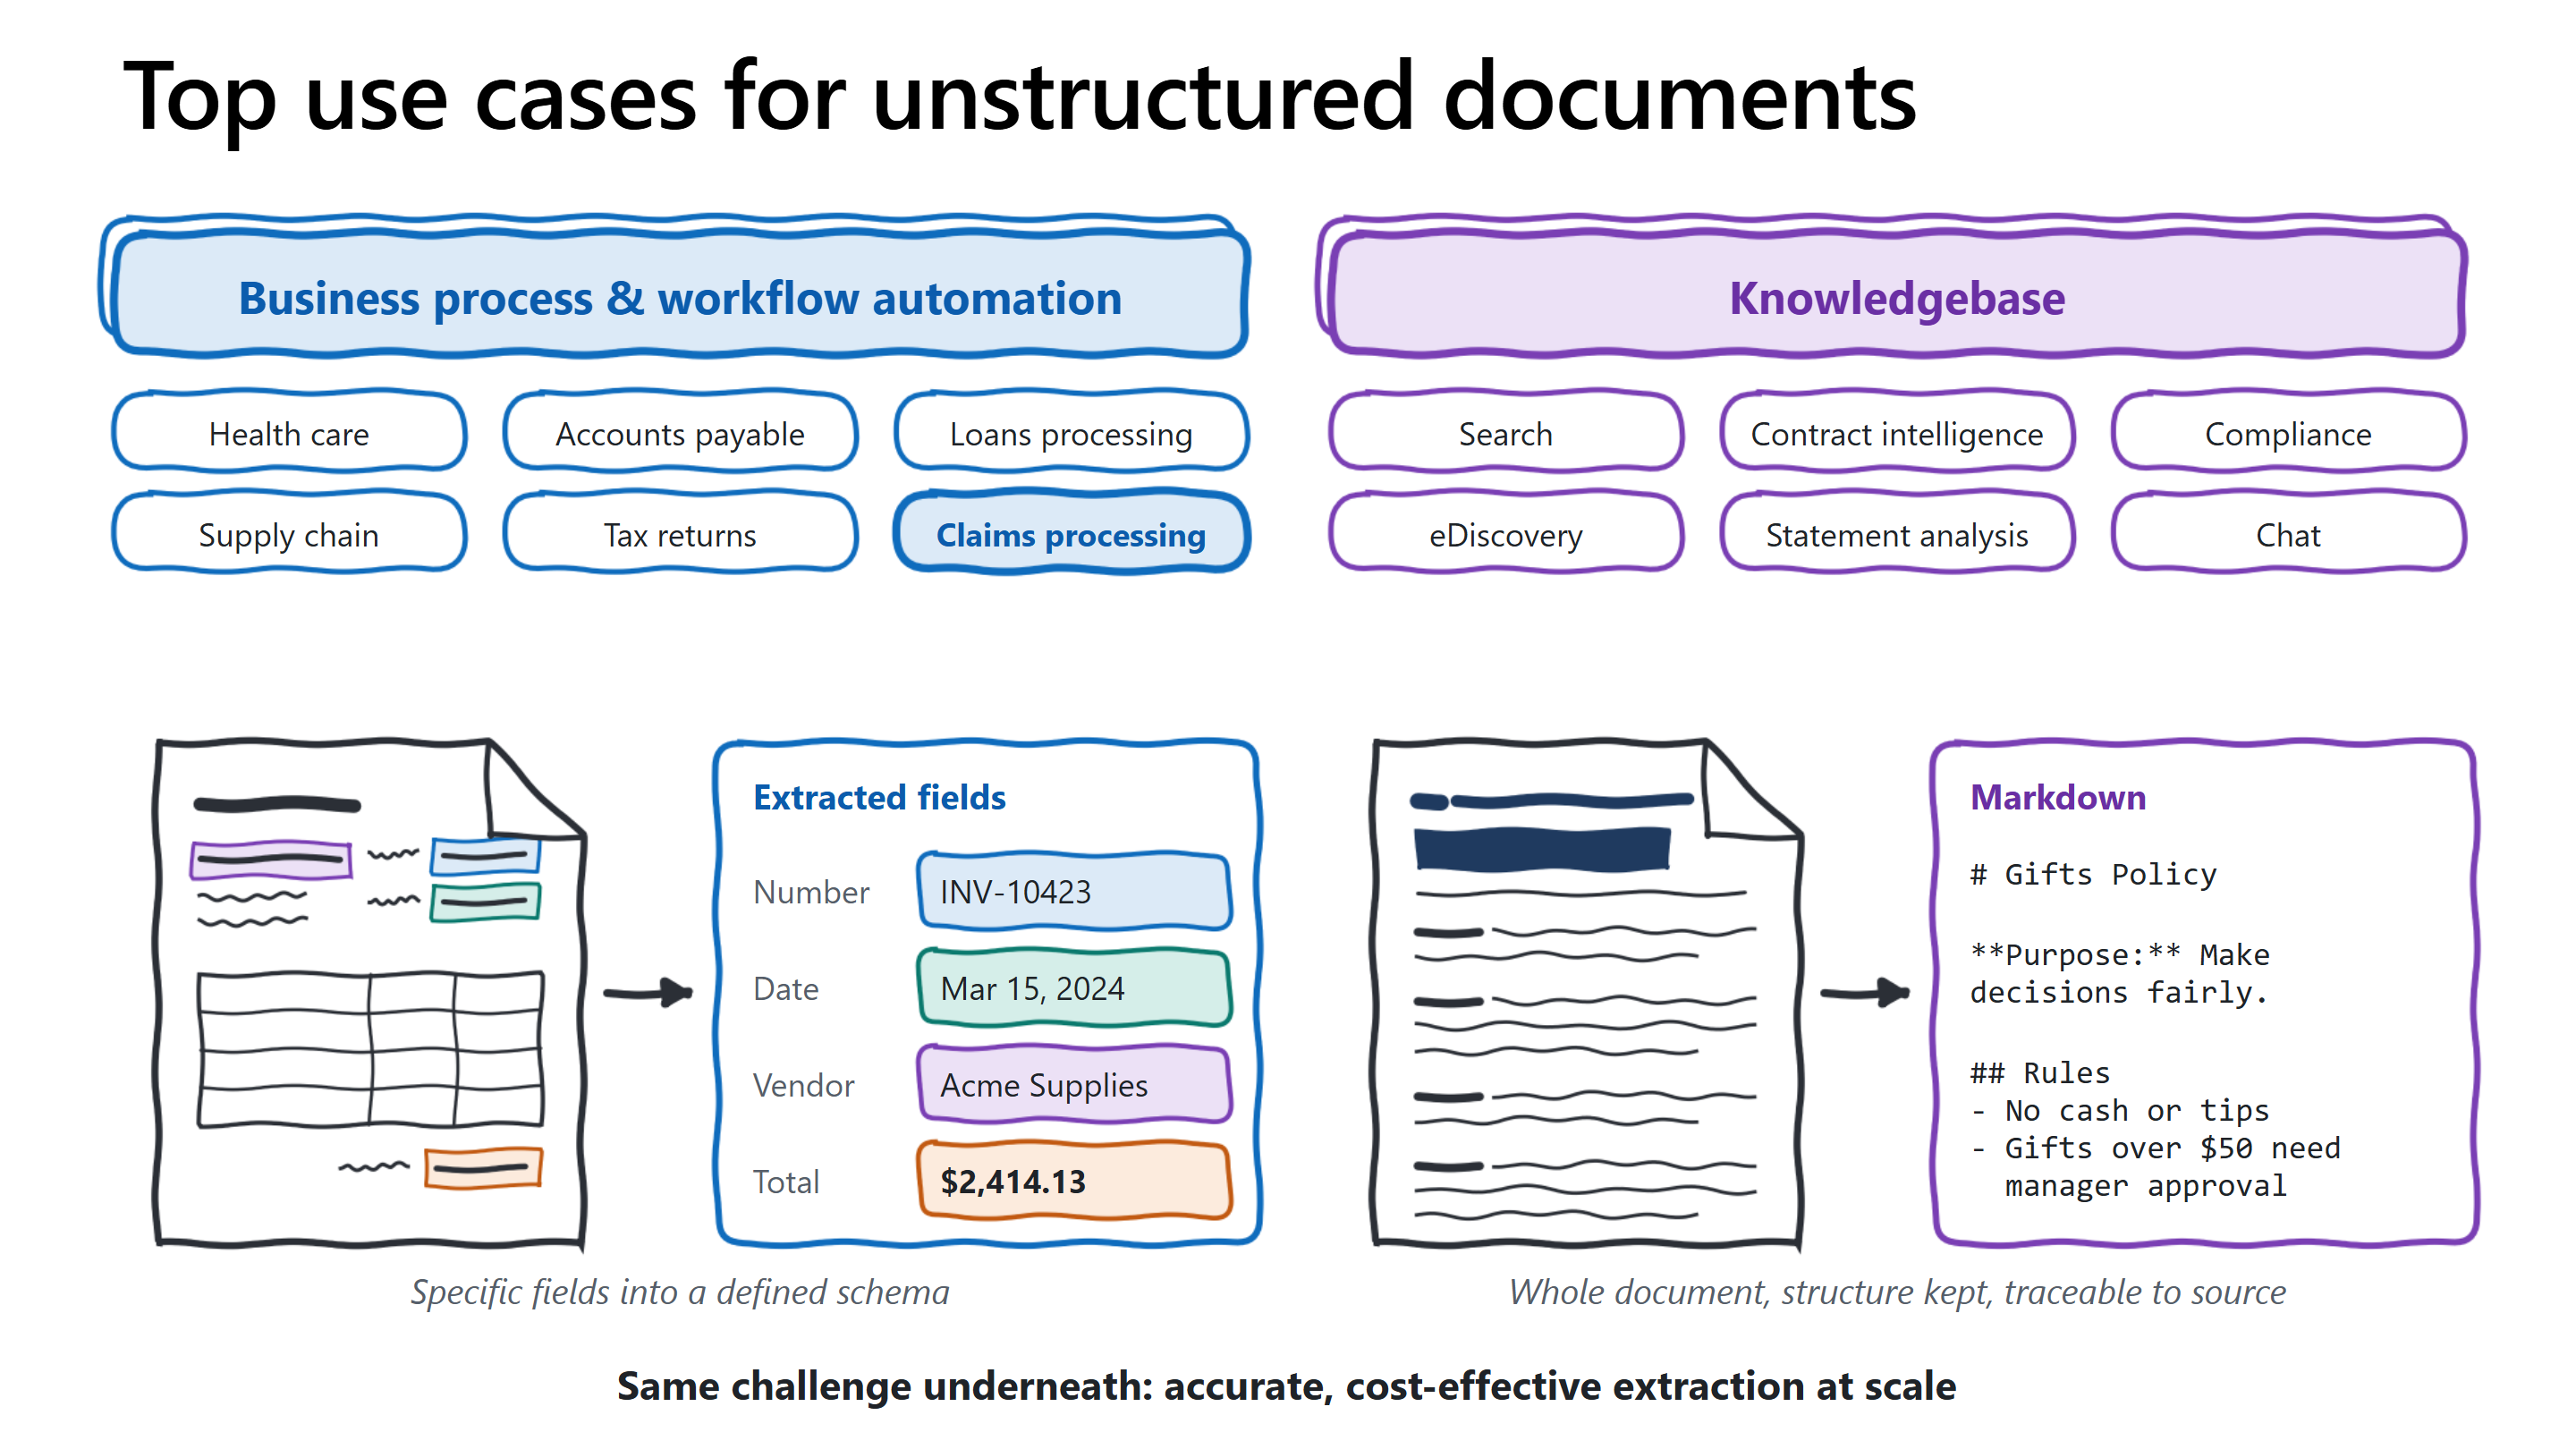 Top use cases for unstructured documents
Business process & workflow automation
Health care
Accounts payable
Loans processing
Supply chain
Tax returns
Claims processing
Knowledgebase
Search
Contract intelligence
Compliance
eDiscovery
Statement analysis
Chat
Extracted fields
Number
INV-10423
Date
Mar 15, 2024
Vendor
Acme Supplies
Total
$2,414.13
Specific fields into a defined schema
Markdown
# Gifts Policy
**Purpose:** Make
decisions fairly.
## Rules
- No cash or tips
- Gifts over $50 need
manager approval
Whole document, structure kept, traceable to source
Same challenge underneath: accurate, cost-effective extraction at scale